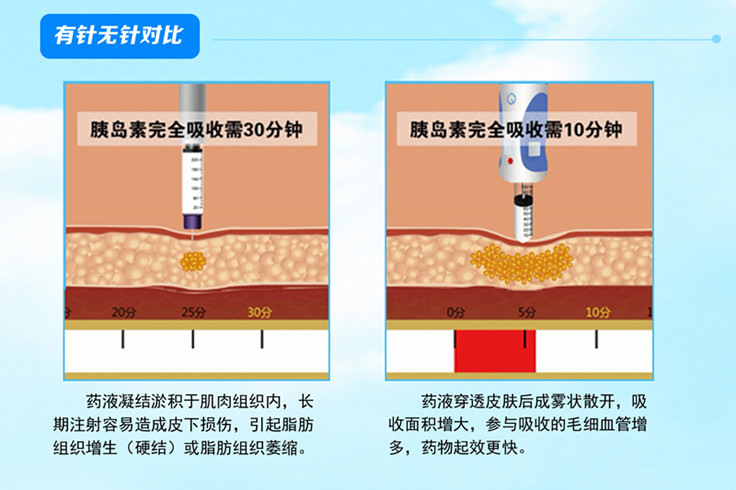 有针无针对比
胰岛素完全吸收需30分钟
20分 25分 30分
药液凝结淤积于肌肉组织内，长
期注射容易造成皮下损伤，引起脂肪
组织增生（硬结）或脂肪组织萎缩。
胰岛素完全吸收需10分钟
0分 5分 10分
药液穿透皮肤后成雾状散开，吸
收面积增大，参与吸收的毛细血管增
多，药物起效更快。